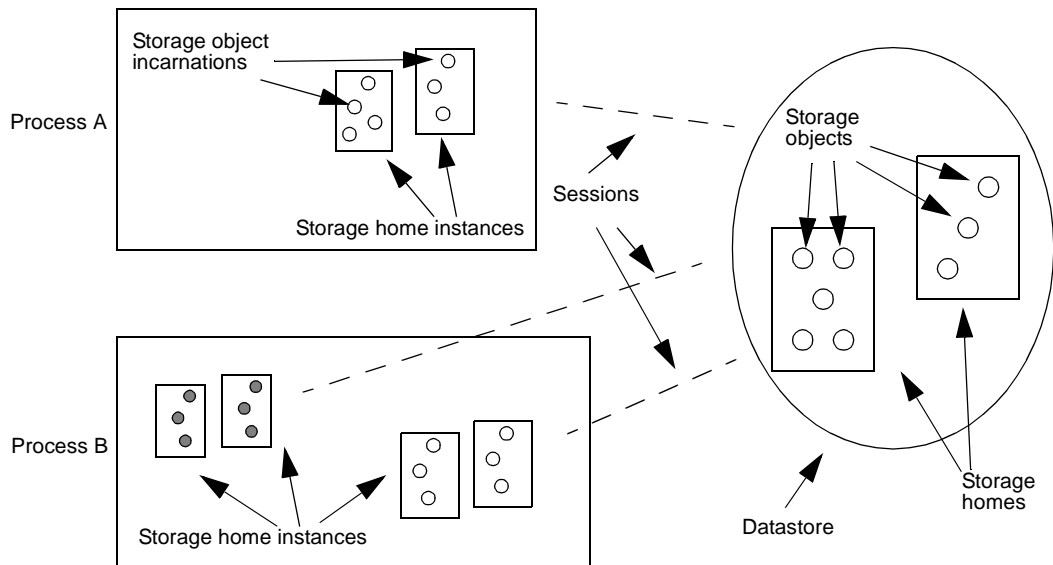 Storage object
incarnations
Process A
Storage
objects
Sessions
Storage home instances
Process B
Storage home instances
Storage
homes
Datastore